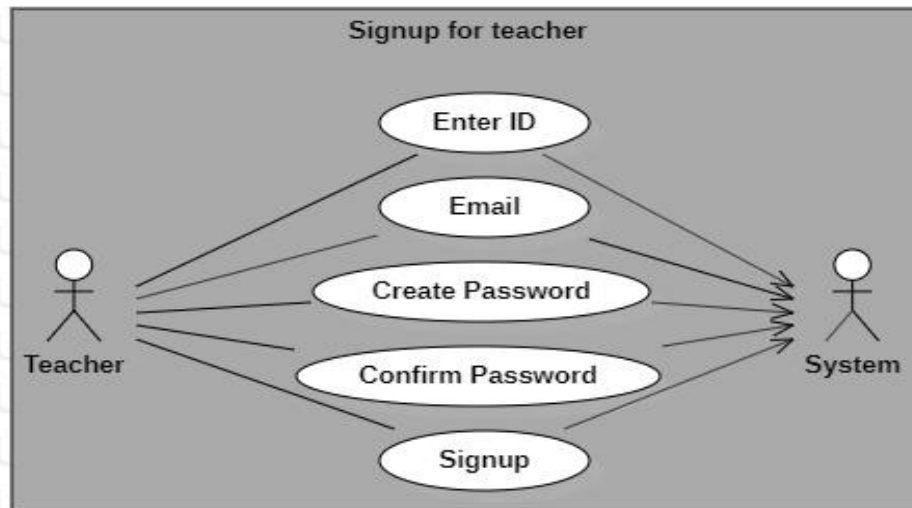 Signup for teacher
Enter ID
Email
Create Password
Teacher
System
Confirm Password
Signup